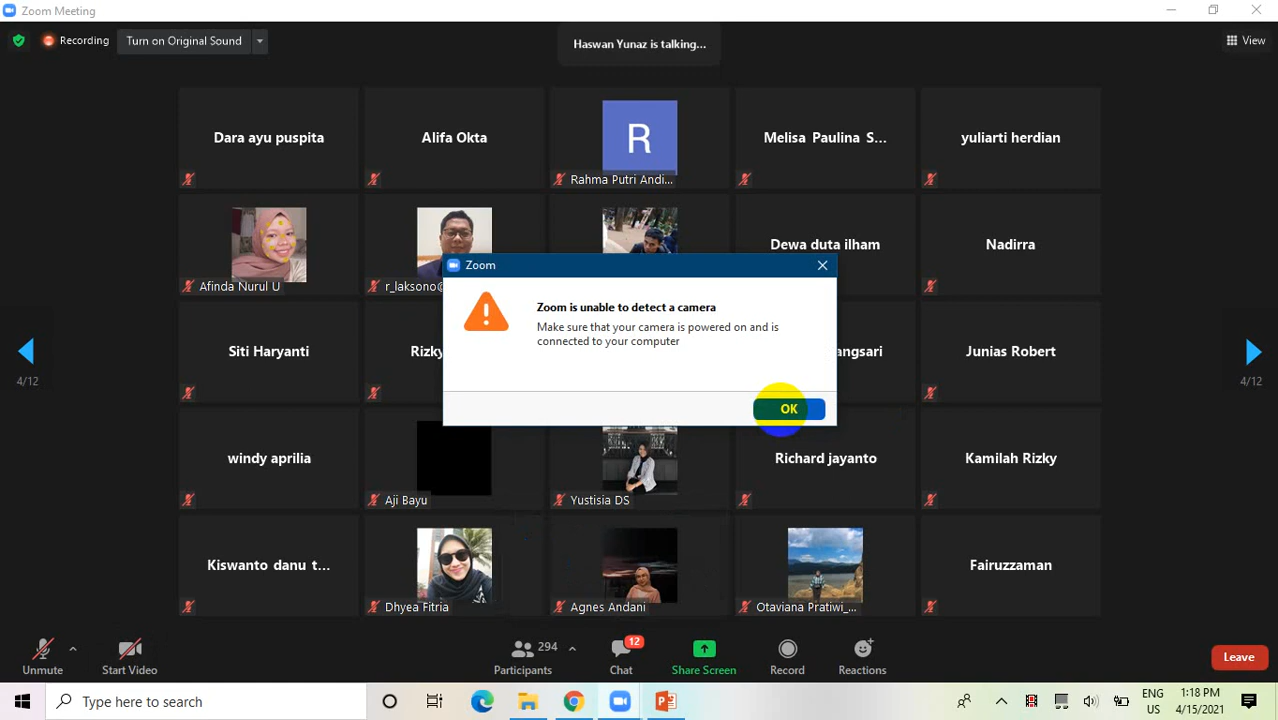 Zoom Meeting
Recording
Turn on Original Sound
Haswan Yunaz is talking...
View
Dara ayu puspita
Alifa Okta
R
Rahma Putri Andi...
Melisa Paulina S...
yuliarti herdian
Afinda Nurul U
r_laksono@
Dewa duta ilham
Nadirra
Zoom
Zoom is unable to detect a camera
Make sure that your camera is powered on and is
connected to your computer
OK
Siti Haryanti
Rizky
angsari
Junias Robert
4/12
4/12
windy aprilia
Aji Bayu
Yustisia DS
Richard jayanto
Kamilah Rizky
Kiswanto danu t...
Dhyea Fitria
Agnes Andani
Otaviana Pratiwi_...
Fairuzzaman
Unmute
Start Video
294
Participants
12
Chat
Share Screen
Record
Reactions
Leave
Type here to search
ENG
US
1:18 PM
4/15/2021